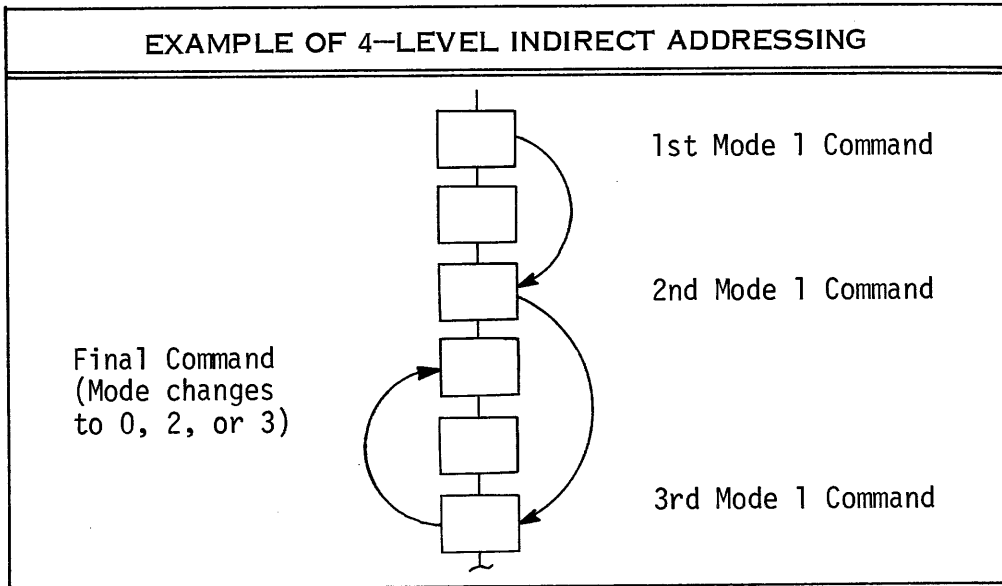 EXAMPLE OF 4-LEVEL INDIRECT ADDRESSING
1st Mode 1 Command
2nd Mode 1 Command
Final Command
(Mode changes
to 0, 2, or 3)
3rd Mode 1 Command